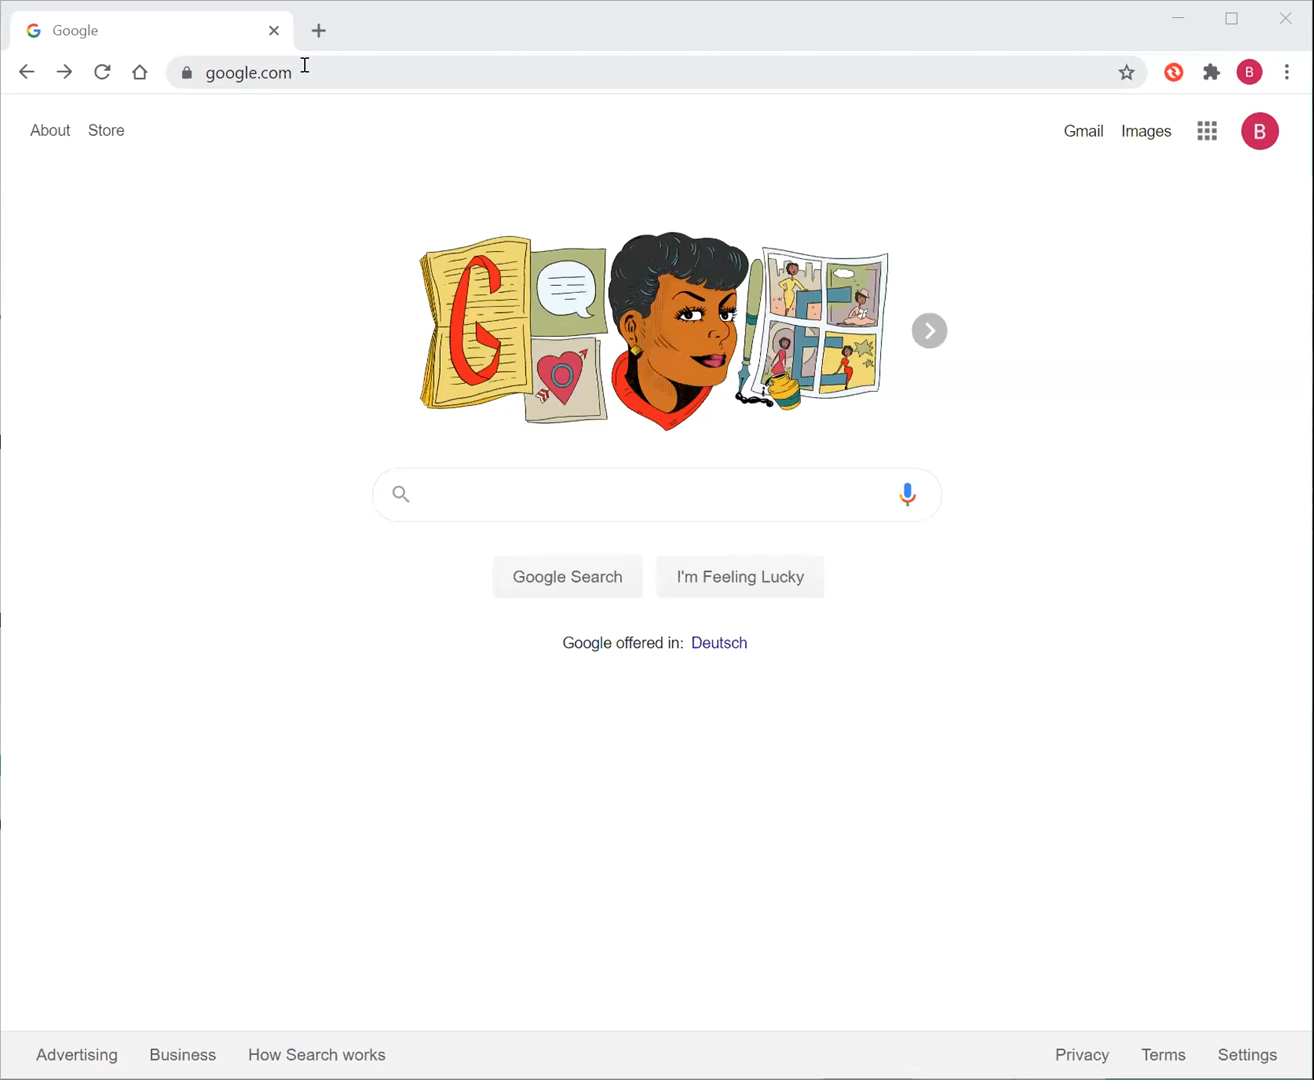 Google
google.com
B
About Store
Gmail Images
B
G
O
G
L
E
Google Search
I'm Feeling Lucky
Google offered in: Deutsch
Advertising Business How Search works
Privacy Terms Settings